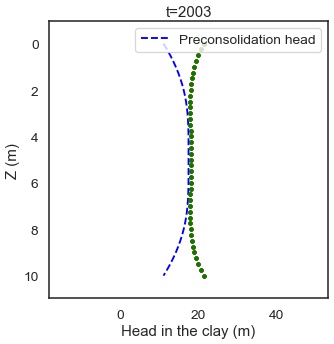 t=2003
Preconsolidation head
0
2
4
6
8
10
Z (m)
0 20 40
Head in the clay (m)